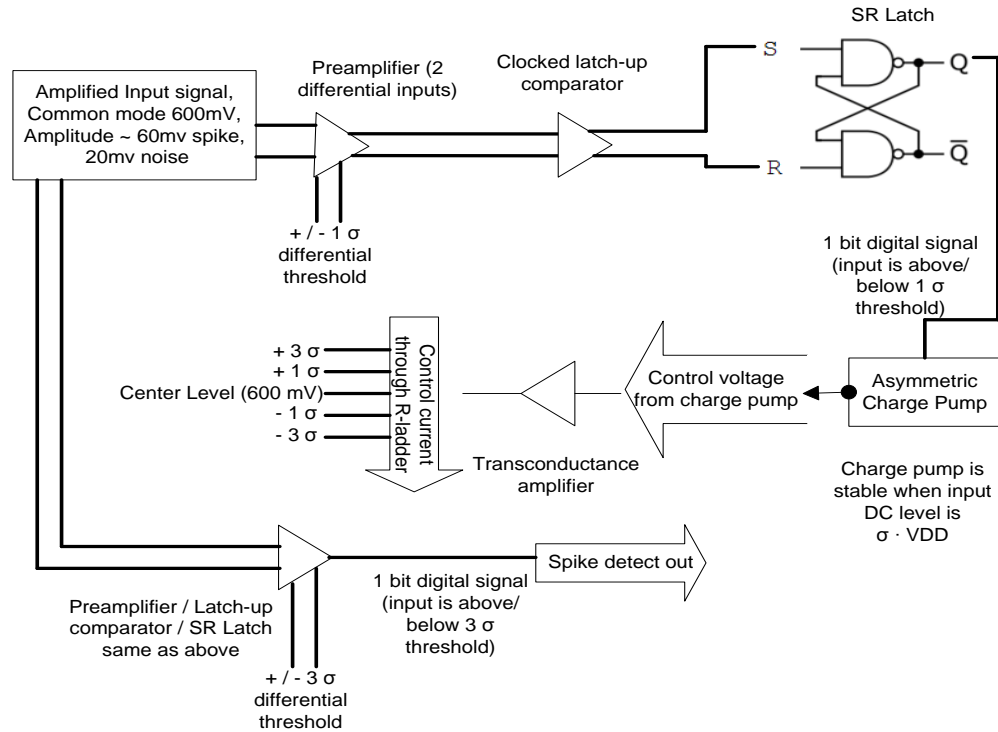 SR Latch
Amplified Input signal,
Common mode 600mV,
Amplitude ~ 60mv spike,
20mv noise
Preamplifier (2
differential inputs)
Clocked latch-up
comparator
S
R
Q
Q̅
+ / - 1 σ
differential
threshold
1 bit digital signal
(input is above/
below 1 σ
threshold)
+ 3 σ
+ 1 σ
Center Level (600 mV)
- 1 σ
- 3 σ
Control current
through R-ladder
Transconductance
amplifier
Control voltage
from charge pump
Asymmetric
Charge Pump
Charge pump is
stable when input
DC level is
σ · VDD
Preamplifier / Latch-up
comparator / SR Latch
same as above
+ / - 3 σ
differential
threshold
1 bit digital signal
(input is above/
below 3 σ
threshold)
Spike detect out